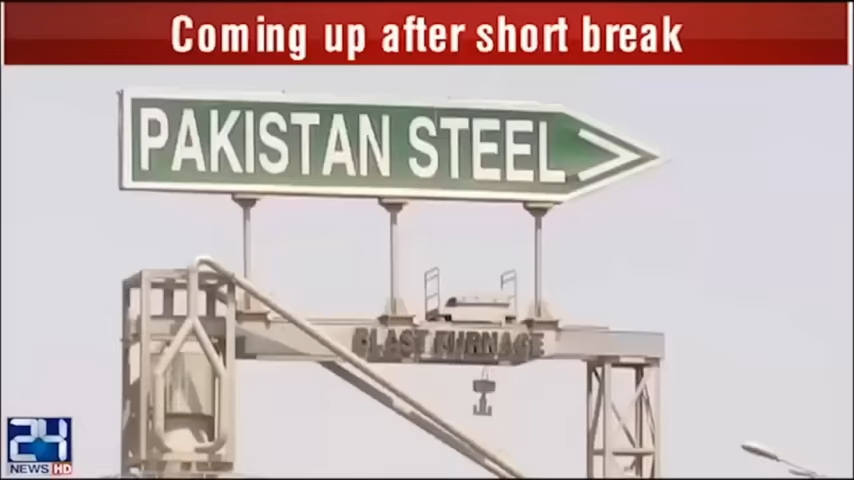 Coming up after short break
PAKISTAN STEEL
BLAST FURNACE
24
NEWS HD